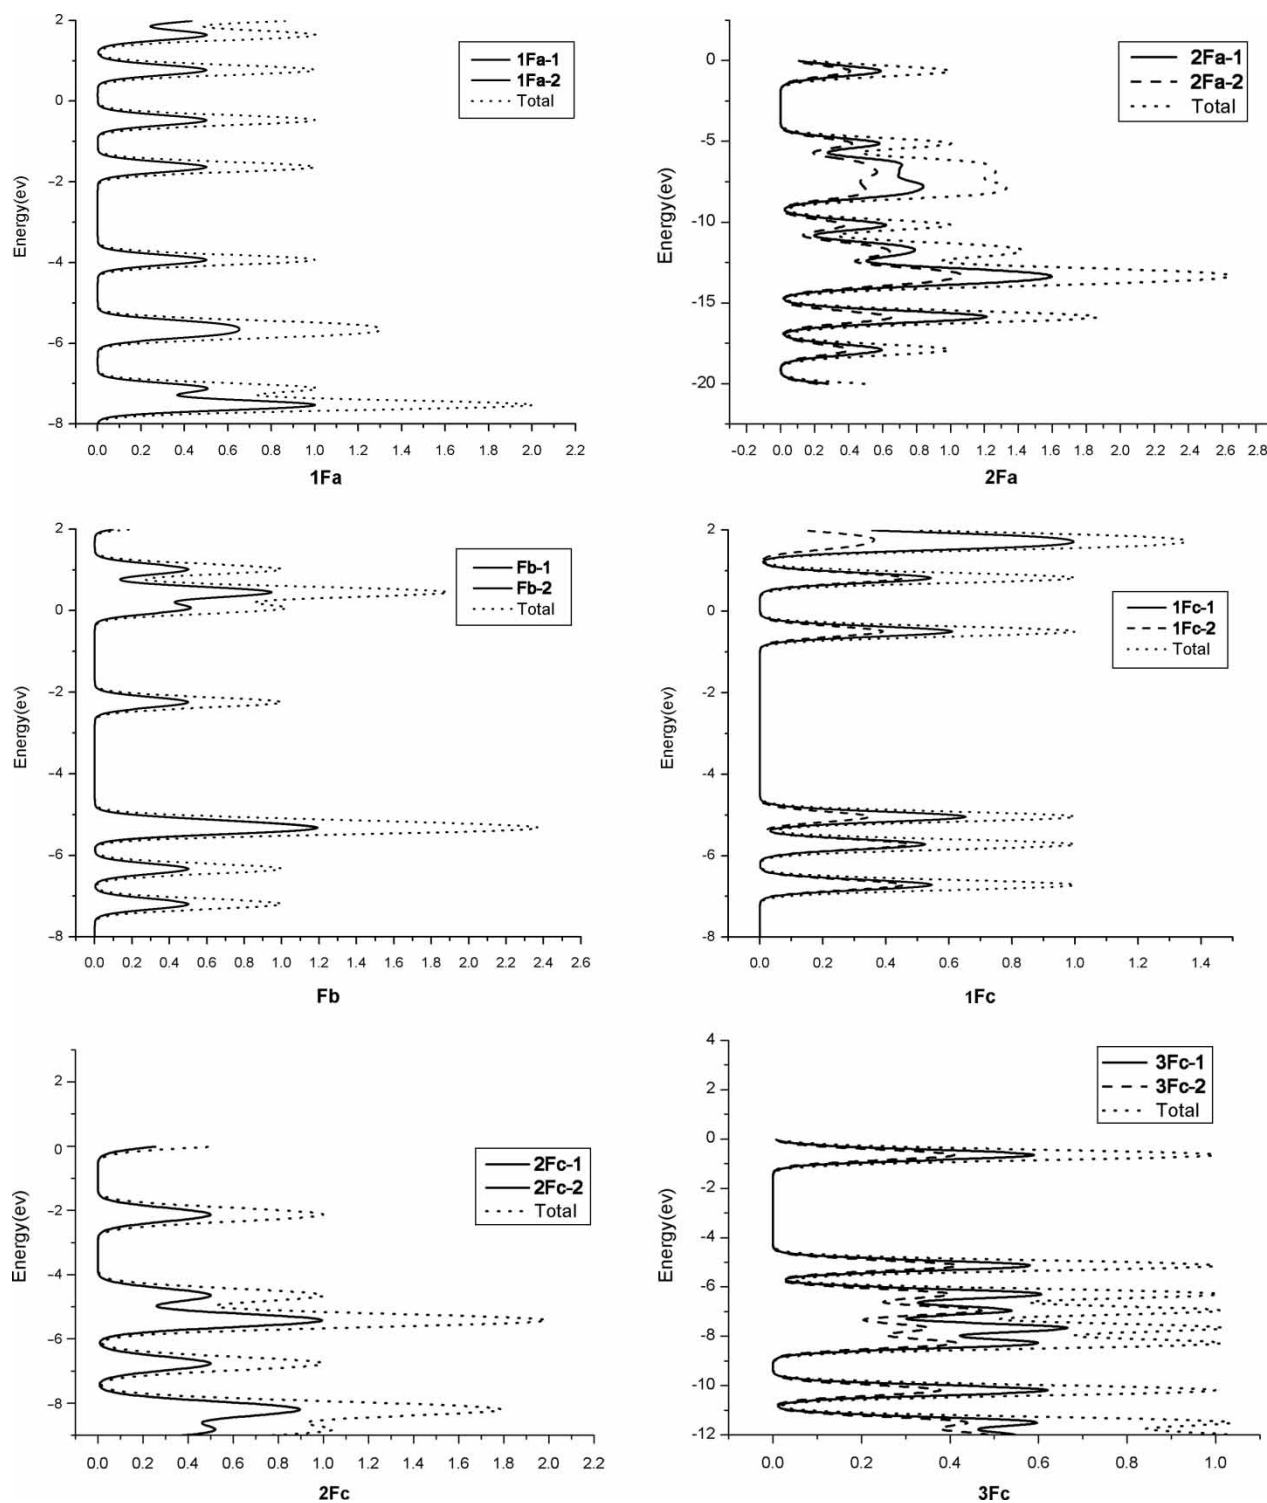 2
0
-2
-4
-6
-8
Energy(ev)
1Fa-1
1Fa-2
Total
0.0 0.2 0.4 0.6 0.8 1.0 1.2 1.4 1.6 1.8 2.0 2.2
1Fa
0
-5
-10
-15
-20
Energy(ev)
2Fa-1
2Fa-2
Total
-0.2 0.0 0.2 0.4 0.6 0.8 1.0 1.2 1.4 1.6 1.8 2.0 2.2 2.4 2.6 2.8
2Fa
2
0
-2
-4
-6
-8
Energy(ev)
Fb-1
Fb-2
Total
0.0 0.2 0.4 0.6 0.8 1.0 1.2 1.4 1.6 1.8 2.0 2.2 2.4 2.6
Fb
2
0
-2
-4
-6
-8
Energy(ev)
1Fc-1
1Fc-2
Total
0.0 0.2 0.4 0.6 0.8 1.0 1.2 1.4
1Fc
2
0
-2
-4
-6
-8
Energy(ev)
2Fc-1
2Fc-2
Total
0.0 0.2 0.4 0.6 0.8 1.0 1.2 1.4 1.6 1.8 2.0 2.2
2Fc
4
2
0
-2
-4
-6
-8
-10
-12
Energy(ev)
3Fc-1
3Fc-2
Total
0.0 0.2 0.4 0.6 0.8 1.0
3Fc